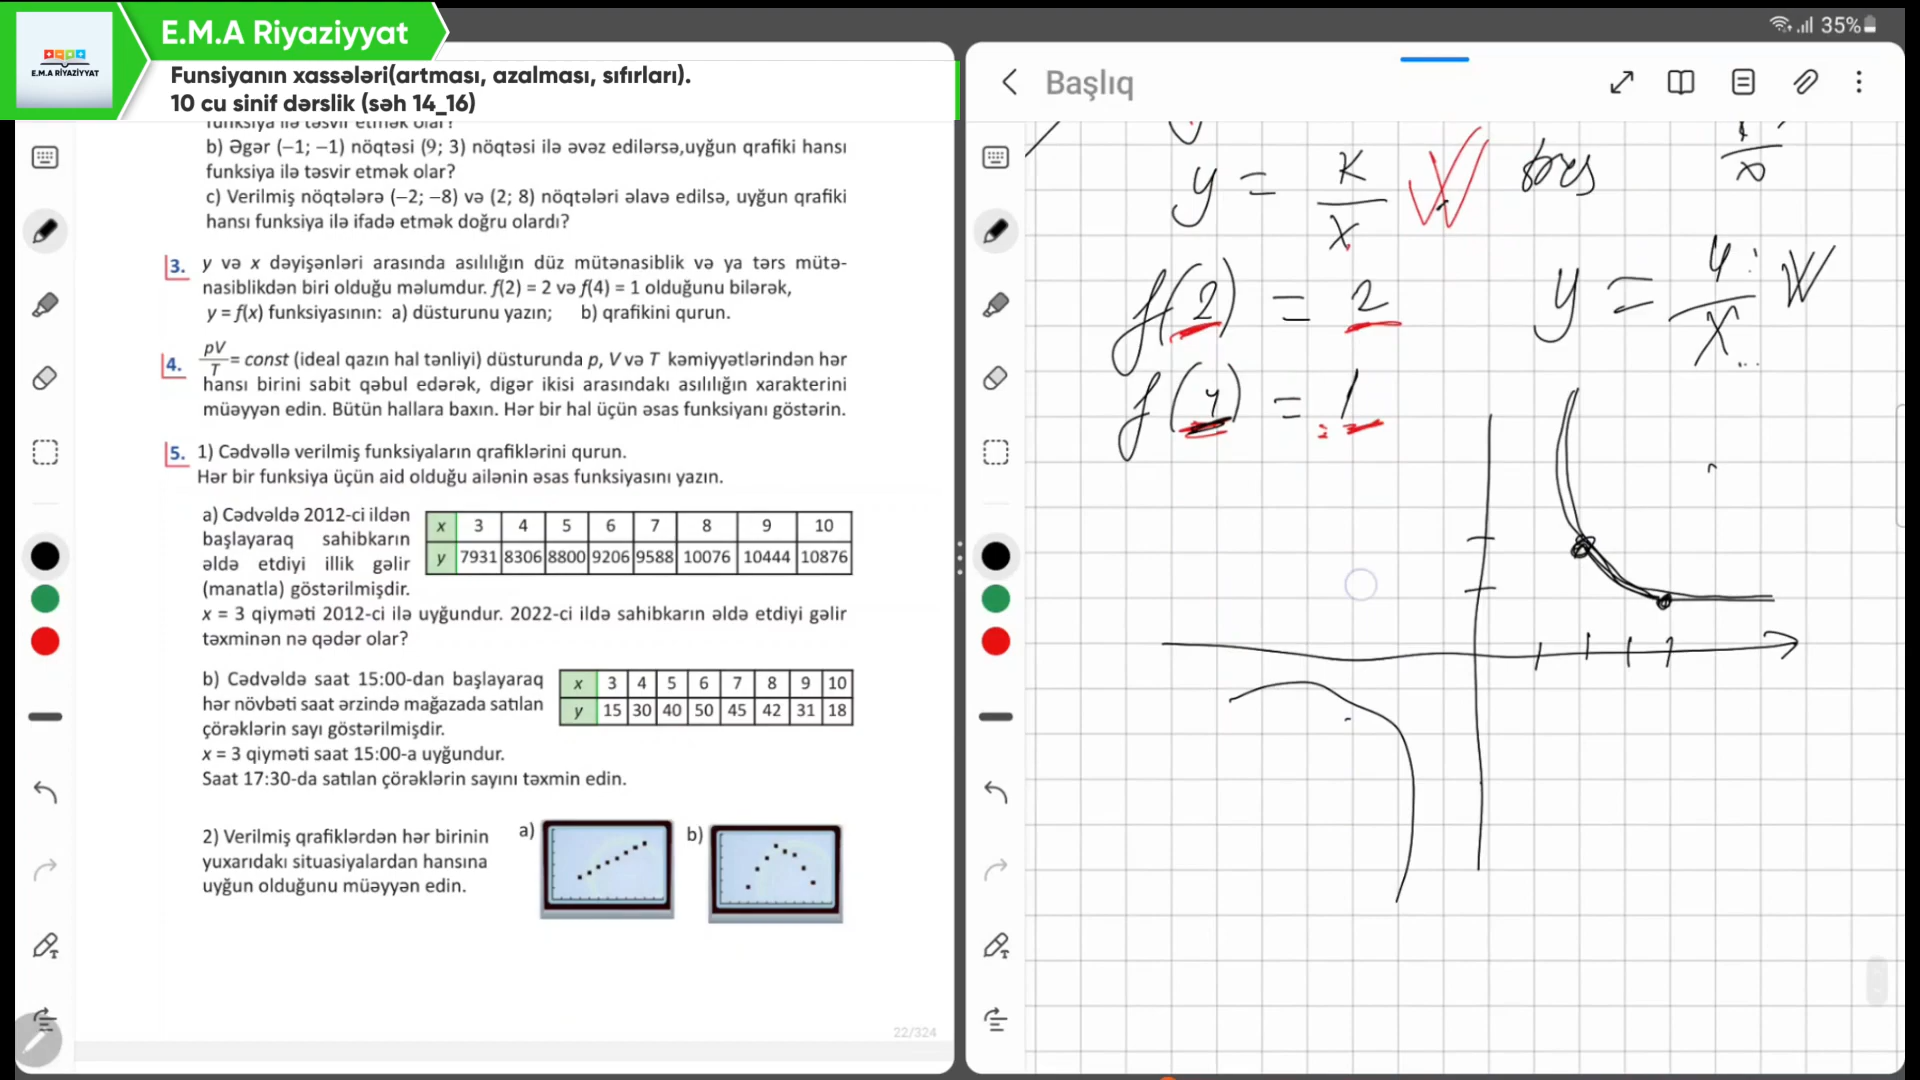 E.M.A Riyaziyyat
E.M.A RİYAZİYYAT
Funsiyanın xassələri(artması, azalması, sıfırları).
10 cu sinif dərslik (səh 14_16)
35%
Başlıq
funksiya ilə təsvir etmək olar?
b) Əgər (−1; −1) nöqtəsi (9; 3) nöqtəsi ilə əvəz edilərsə,uyğun qrafiki hansı
funksiya ilə təsvir etmək olar?
c) Verilmiş nöqtələrə (−2; −8) və (2; 8) nöqtələri əlavə edilsə, uyğun qrafiki
hansı funksiya ilə ifadə etmək doğru olardı?
3. y və x dəyişənləri arasında asılılığın düz mütənasiblik və ya tərs mütə-
nasiblikdən biri olduğu məlumdur. f(2) = 2 və f(4) = 1 olduğunu bilərək,
y = f(x) funksiyasının: a) düsturunu yazın; b) qrafikini qurun.
4. pV/T = const (ideal qazın hal tənliyi) düsturunda p, V və T kəmiyyətlərindən hər
hansı birini sabit qəbul edərək, digər ikisi arasındakı asılılığın xarakterini
müəyyən edin. Bütün hallara baxın. Hər bir hal üçün əsas funksiyanı göstərin.
5. 1) Cədvəllə verilmiş funksiyaların qrafiklərini qurun.
Hər bir funksiya üçün aid olduğu ailənin əsas funksiyasını yazın.
a) Cədvəldə 2012-ci ildən
başlayaraq sahibkarın
əldə etdiyi illik gəlir
(manatla) göstərilmişdir.
x 3 4 5 6 7 8 9 10
y 7931 8306 8800 9206 9588 10076 10444 10876
x = 3 qiyməti 2012-ci ilə uyğundur. 2022-ci ildə sahibkarın əldə etdiyi gəlir
təxminən nə qədər olar?
b) Cədvəldə saat 15:00-dan başlayaraq
hər növbəti saat ərzində mağazada satılan
çörəklərin sayı göstərilmişdir.
x 3 4 5 6 7 8 9 10
y 15 30 40 50 45 42 31 18
x = 3 qiyməti saat 15:00-a uyğundur.
Saat 17:30-da satılan çörəklərin sayını təxmin edin.
2) Verilmiş qrafiklərdən hər birinin
yuxarıdakı situasiyalardan hansına
uyğun olduğunu müəyyən edin.
a)
b)
22/324
y = K/x
f(2) = 2
y = 4/x
f(4) = 1